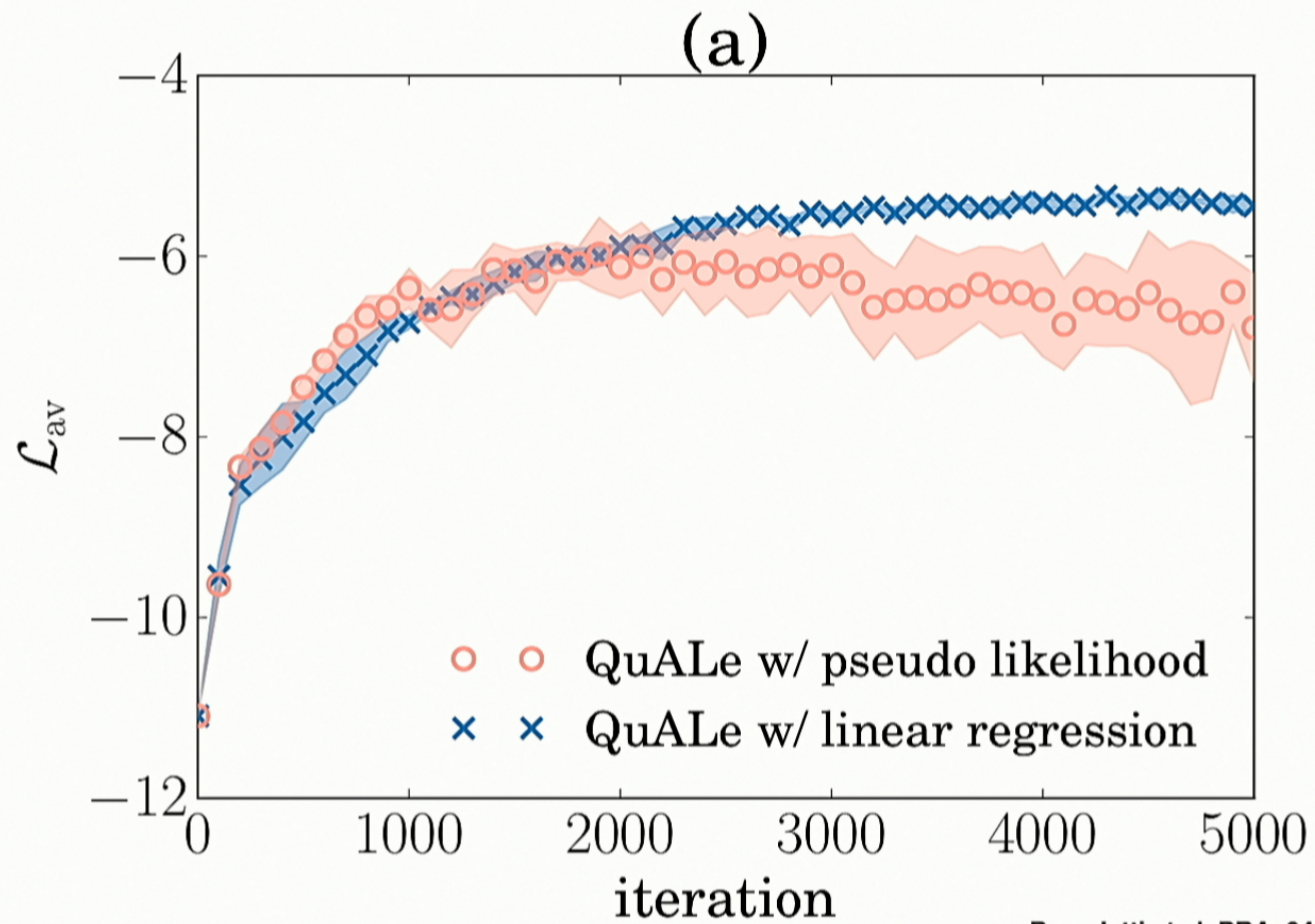 (a)
−4
−6
−8
−10
−12
ℒav
QuALe w/ pseudo likelihood
QuALe w/ linear regression
0 1000 2000 3000 4000 5000
iteration